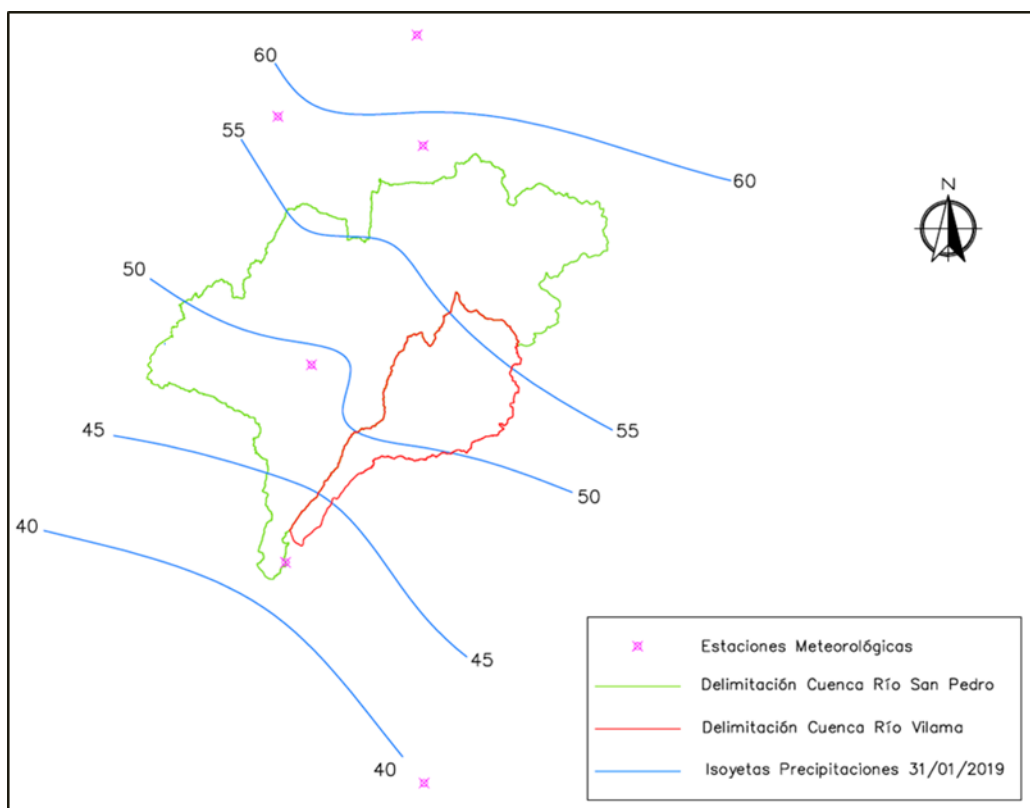 60
55
60
N
50
45
55
50
40
45
40
Estaciones Meteorológicas
Delimitación Cuenca Río San Pedro
Delimitación Cuenca Río Vilama
Isoyetas Precipitaciones 31/01/2019